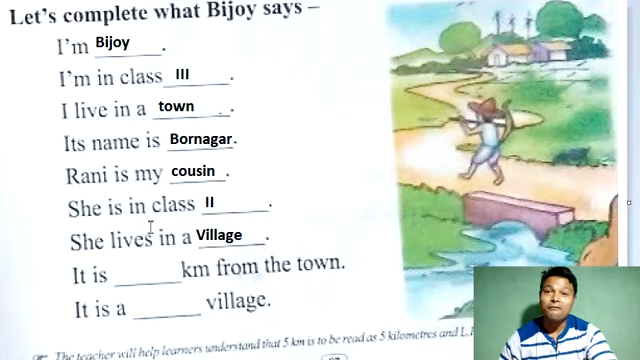 Let's complete what Bijoy says –
I'm Bijoy.
I'm in class III.
I live in a town.
Its name is Bornagar.
Rani is my cousin.
She is in class II.
She lives in a Village.
It is ______ km from the town.
It is a ______ village.
The teacher will help learners understand that 5 km is to be read as 5 kilometres and